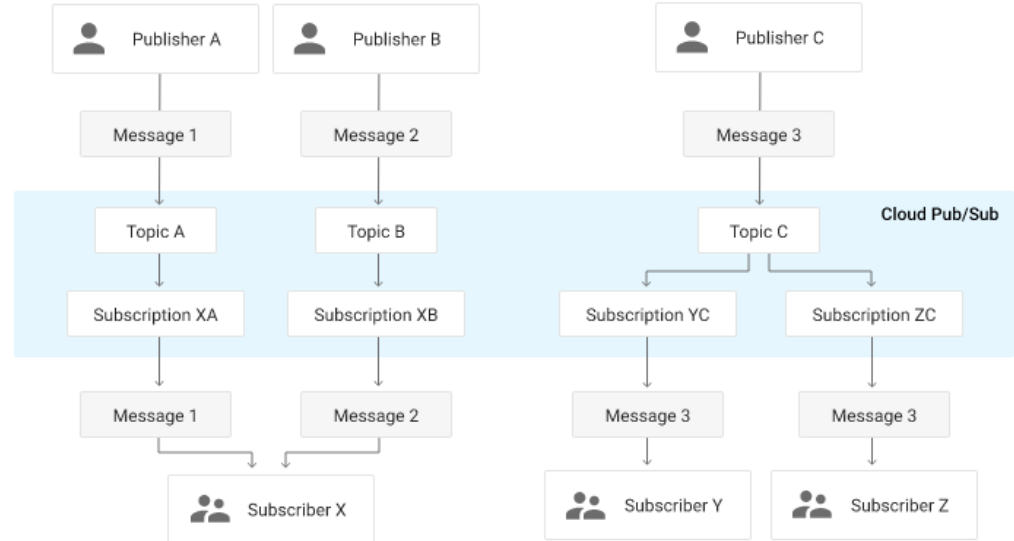 Publisher A
Publisher B
Publisher C
Message 1
Message 2
Message 3
Cloud Pub/Sub
Topic A
Topic B
Topic C
Subscription XA
Subscription XB
Subscription YC
Subscription ZC
Message 1
Message 2
Message 3
Message 3
Subscriber X
Subscriber Y
Subscriber Z